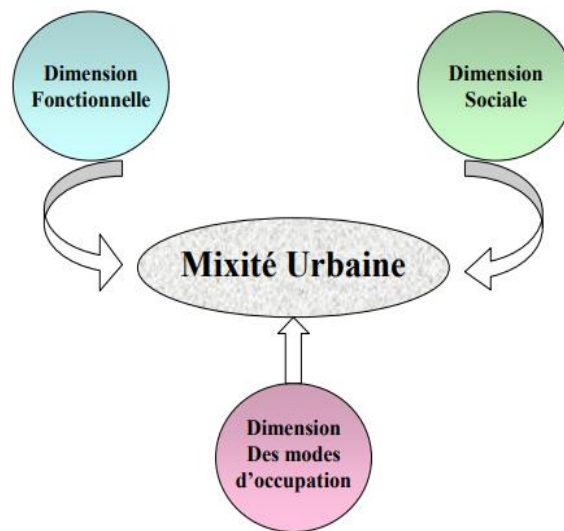 Dimension
Fonctionnelle
Dimension
Sociale
Mixité Urbaine
Dimension
Des modes
d'occupation